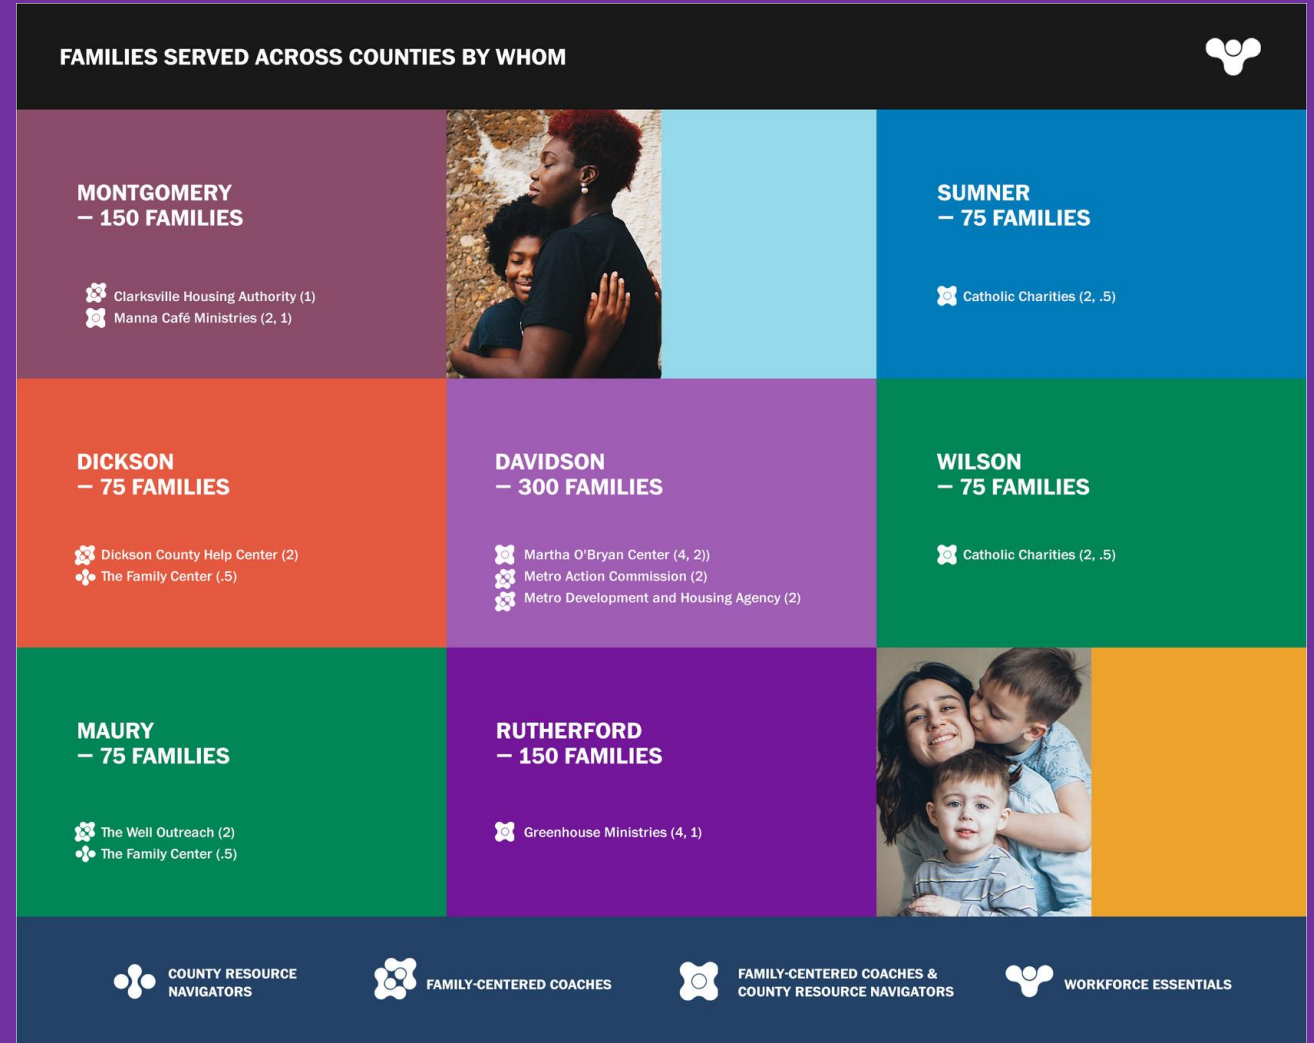 FAMILIES SERVED ACROSS COUNTIES BY WHOM
MONTGOMERY
– 150 FAMILIES
Clarksville Housing Authority (1)
Manna Café Ministries (2, 1)
SUMNER
– 75 FAMILIES
Catholic Charities (2, .5)
DICKSON
– 75 FAMILIES
Dickson County Help Center (2)
The Family Center (.5)
DAVIDSON
– 300 FAMILIES
Martha O'Bryan Center (4, 2))
Metro Action Commission (2)
Metro Development and Housing Agency (2)
WILSON
– 75 FAMILIES
Catholic Charities (2, .5)
MAURY
– 75 FAMILIES
The Well Outreach (2)
The Family Center (.5)
RUTHERFORD
– 150 FAMILIES
Greenhouse Ministries (4, 1)
COUNTY RESOURCE
NAVIGATORS
FAMILY-CENTERED COACHES
FAMILY-CENTERED COACHES &
COUNTY RESOURCE NAVIGATORS
WORKFORCE ESSENTIALS